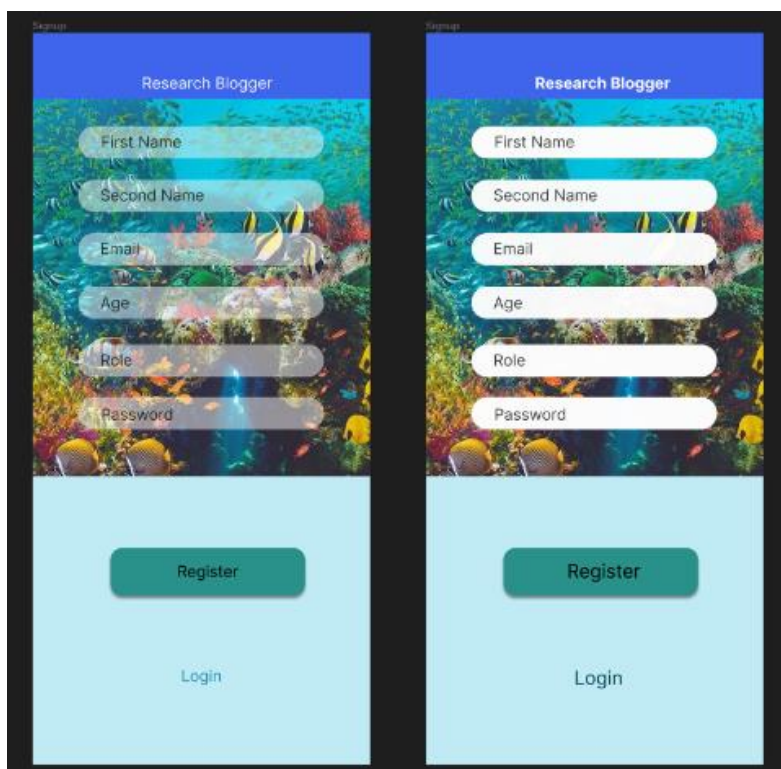 Signup
Research Blogger
First Name
Second Name
Email
Age
Role
Password
Register
Login
Signup
Research Blogger
First Name
Second Name
Email
Age
Role
Password
Register
Login